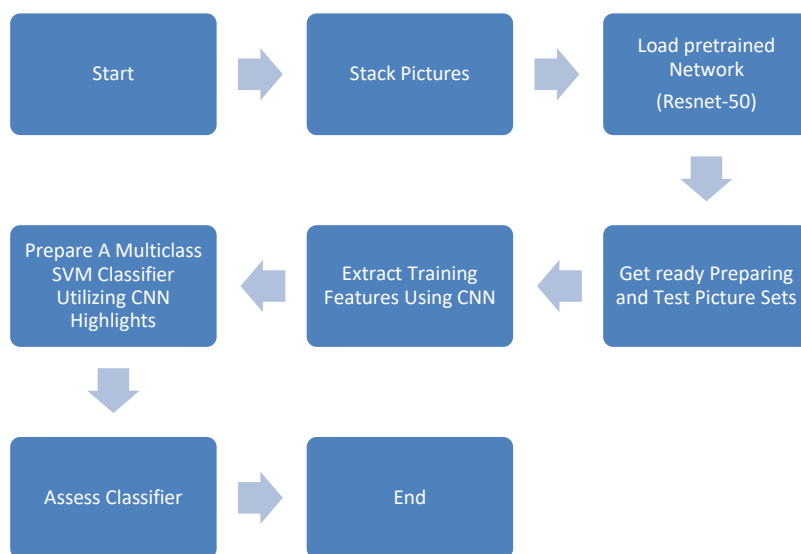 Start
Stack Pictures
Load pretrained
Network
(Resnet-50)
Get ready Preparing
and Test Picture Sets
Extract Training
Features Using CNN
Prepare A Multiclass
SVM Classifier
Utilizing CNN
Highlights
Assess Classifier
End